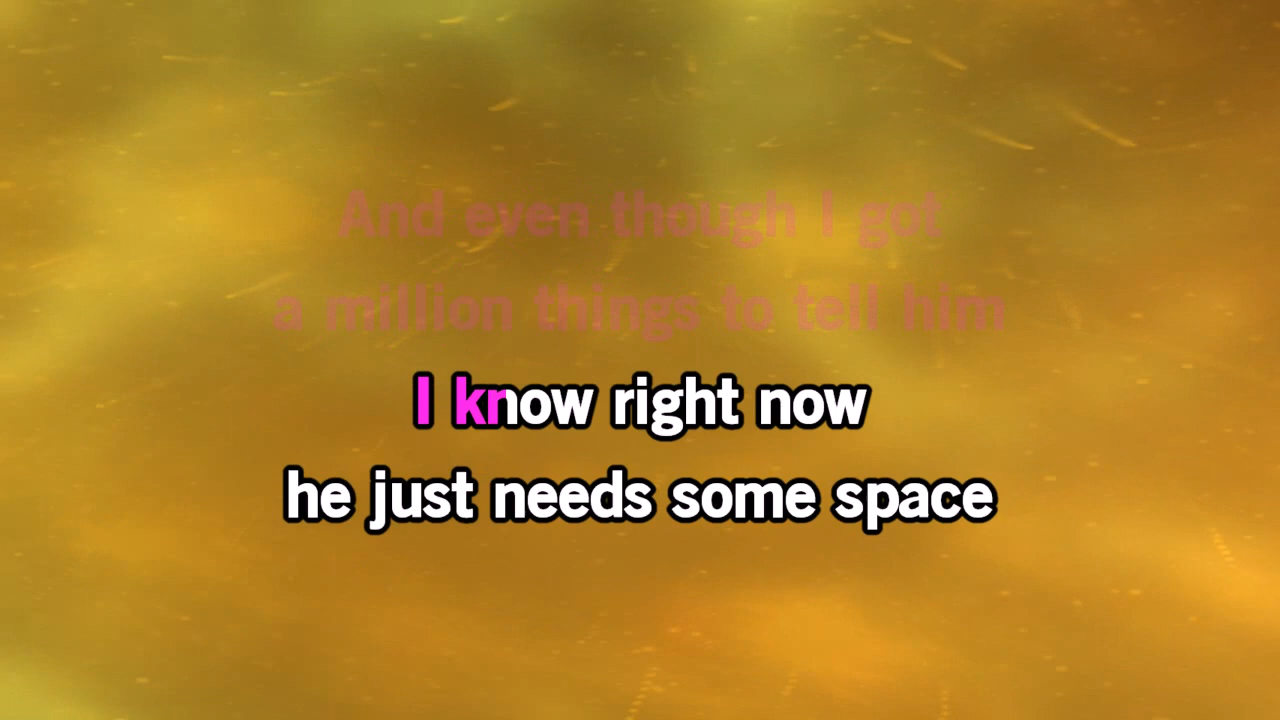 And even though I got
a million things to tell him
I know right now
he just needs some space